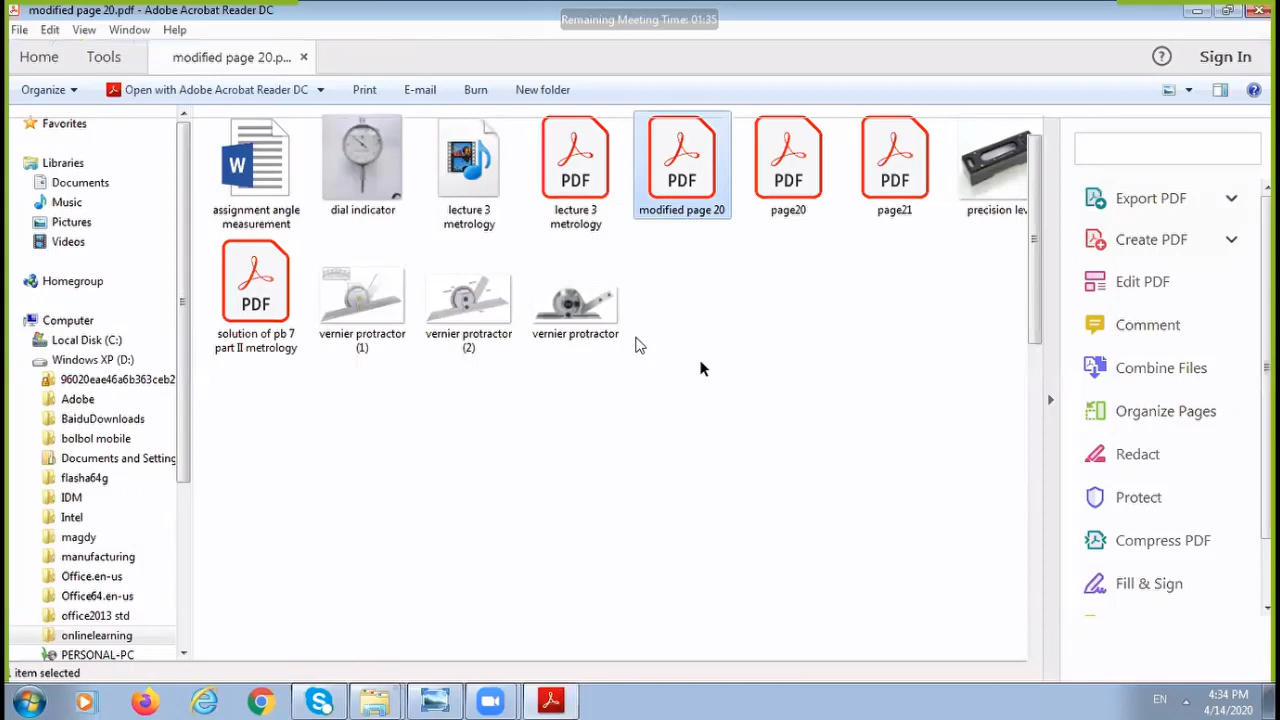 modified page 20.pdf - Adobe Acrobat Reader DC
Remaining Meeting Time: 01:35
File Edit View Window Help
Home Tools modified page 20.p... × Sign In
Organize Open with Adobe Acrobat Reader DC Print E-mail Burn New folder
Favorites
Libraries
Documents
Music
Pictures
Videos
Homegroup
Computer
Local Disk (C:)
Windows XP (D:)
96020eae46a6b363ceb2
Adobe
BaiduDownloads
bolbol mobile
Documents and Setting
flasha64g
IDM
Intel
magdy
manufacturing
Office.en-us
Office64.en-us
office2013 std
onlinelearning
PERSONAL-PC
W
assignment angle
measurement
dial indicator
lecture 3
metrology
PDF
lecture 3
metrology
PDF
modified page 20
PDF
page20
PDF
page21
precision lev
PDF
solution of pb 7
part II metrology
vernier protractor
(1)
vernier protractor
(2)
vernier protractor
Export PDF
Create PDF
Edit PDF
Comment
Combine Files
Organize Pages
Redact
Protect
Compress PDF
Fill & Sign
item selected
EN
4:34 PM
4/14/2020